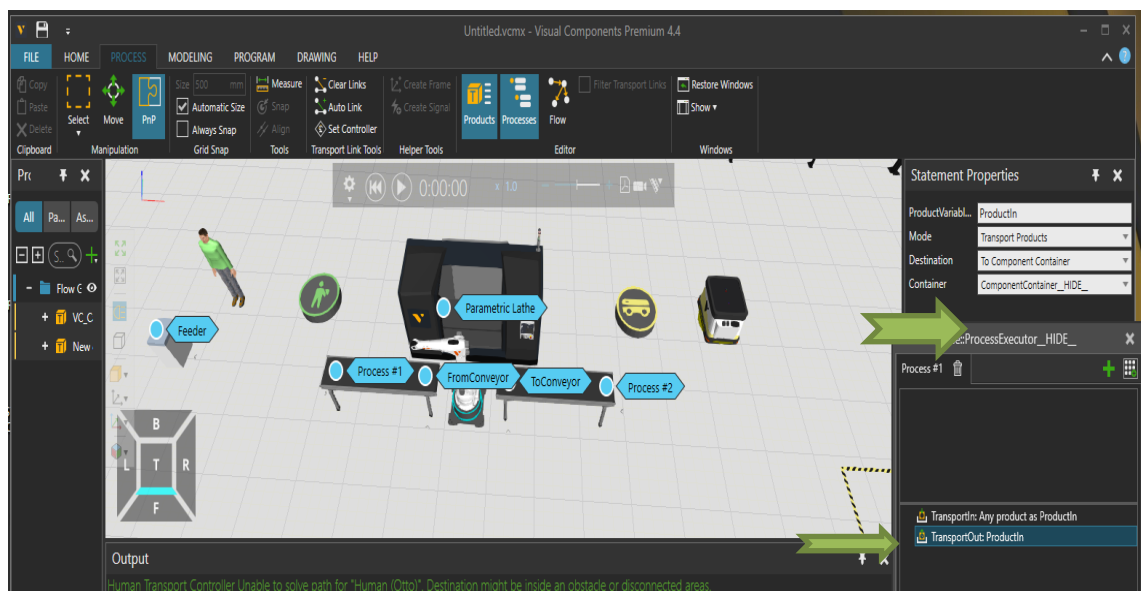 Untitled.vcmx - Visual Components Premium 4.4
FILE HOME PROCESS MODELING PROGRAM DRAWING HELP
Copy
Paste
Delete
Clipboard
Select
Move
PnP
Manipulation
Size 500 mm
Automatic Size
Always Snap
Grid Snap
Measure
Snap
Align
Tools
Clear Links
Auto Link
Set Controller
Transport Link Tools
Create Frame
Create Signal
Helper Tools
Products
Processes
Flow
Filter Transport Links
Editor
Restore Windows
Show
Windows
All Pa... As...
S..
Flow
VC_C
New
0:00:00
x 1.0
Feeder
Parametric Lathe
Process #1
FromConveyor
ToConveyor
Process #2
B
L T R
F
Output
Human Transport Controller Unable to solve path for "Human (Otto)". Destination might be inside an obstacle or disconnected areas.
Statement Properties
ProductVariabl... ProductIn
Mode Transport Products
Destination To Component Container
Container ComponentContainer__HIDE__
::ProcessExecutor__HIDE__
Process #1
TransportIn: Any product as ProductIn
TransportOut: ProductIn